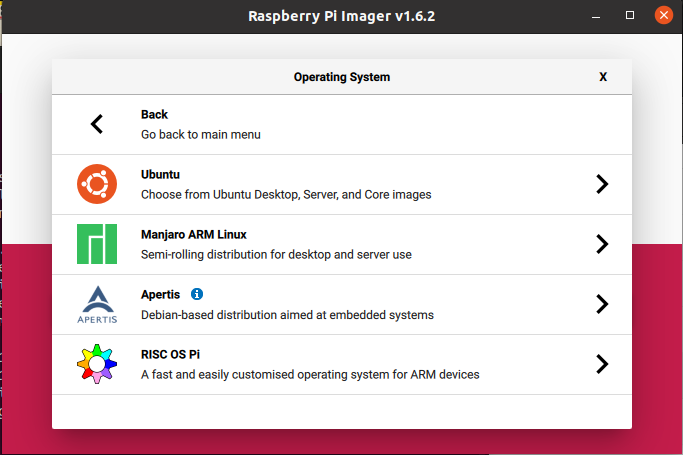 Raspberry Pi Imager v1.6.2
Operating System X
Back
Go back to main menu
Ubuntu
Choose from Ubuntu Desktop, Server, and Core images
Manjaro ARM Linux
Semi-rolling distribution for desktop and server use
Apertis
APERTIS
Debian-based distribution aimed at embedded systems
RISC OS Pi
A fast and easily customised operating system for ARM devices